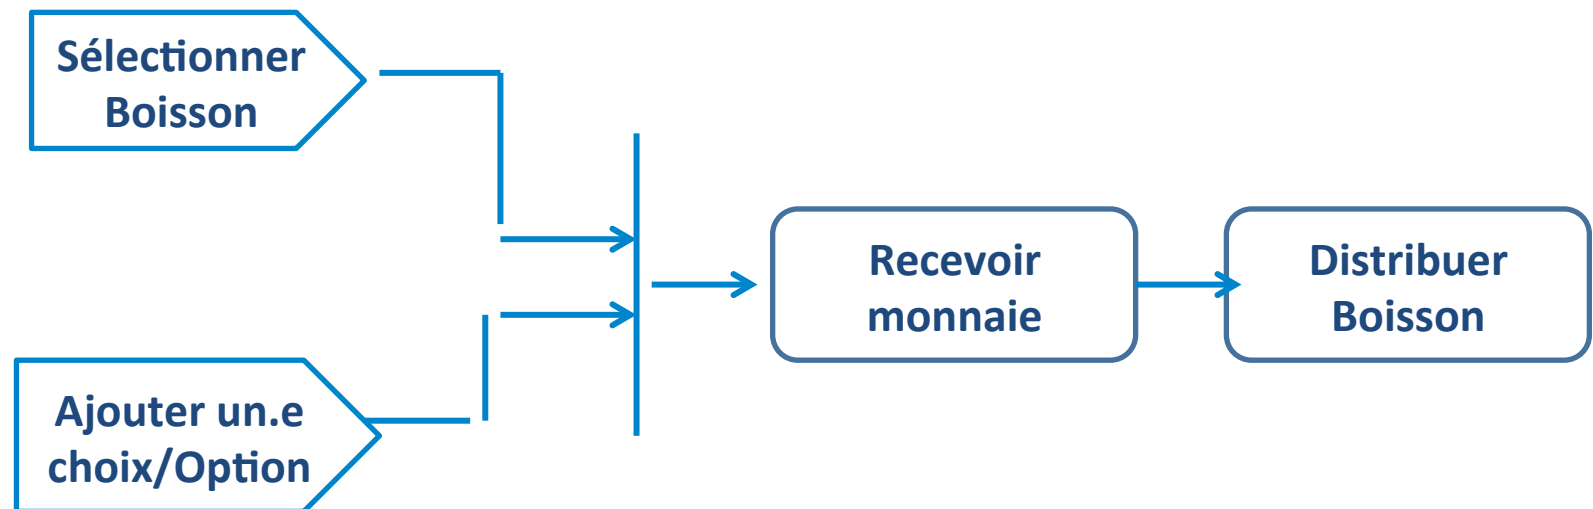 Sélectionner
Boisson
Recevoir
monnaie
Distribuer
Boisson
Ajouter un.e
choix/Option